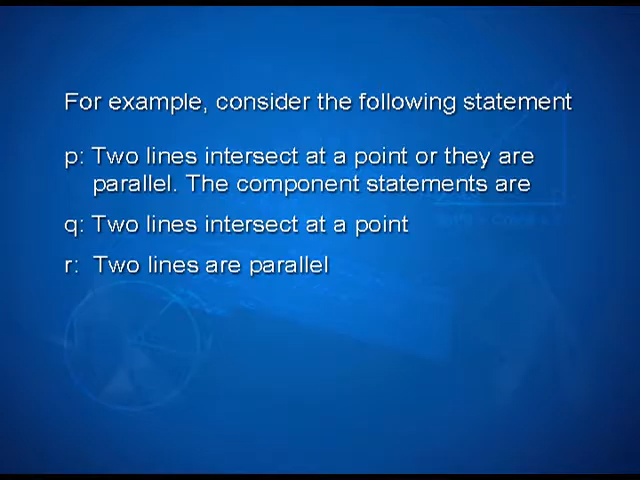 For example, consider the following statement
p: Two lines intersect at a point or they are
parallel. The component statements are
q: Two lines intersect at a point
r: Two lines are parallel